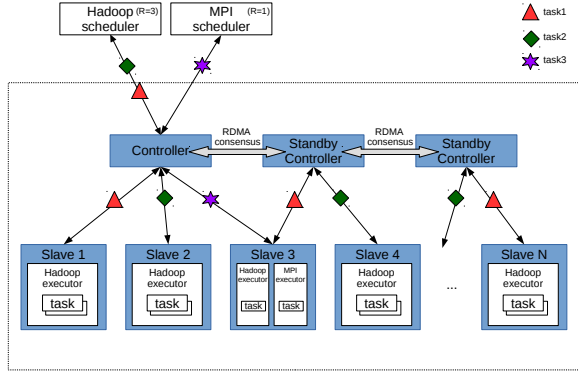 Hadoop (R=3)
scheduler
MPI (R=1)
scheduler
task1
task2
task3
Controller
RDMA
consensus
Standby
Controller
RDMA
consensus
Standby
Controller
Slave 1
Hadoop
executor
task
Slave 2
Hadoop
executor
task
Slave 3
Hadoop
executor
task
MPI
executor
task
Slave 4
Hadoop
executor
task
...
Slave N
Hadoop
executor
task